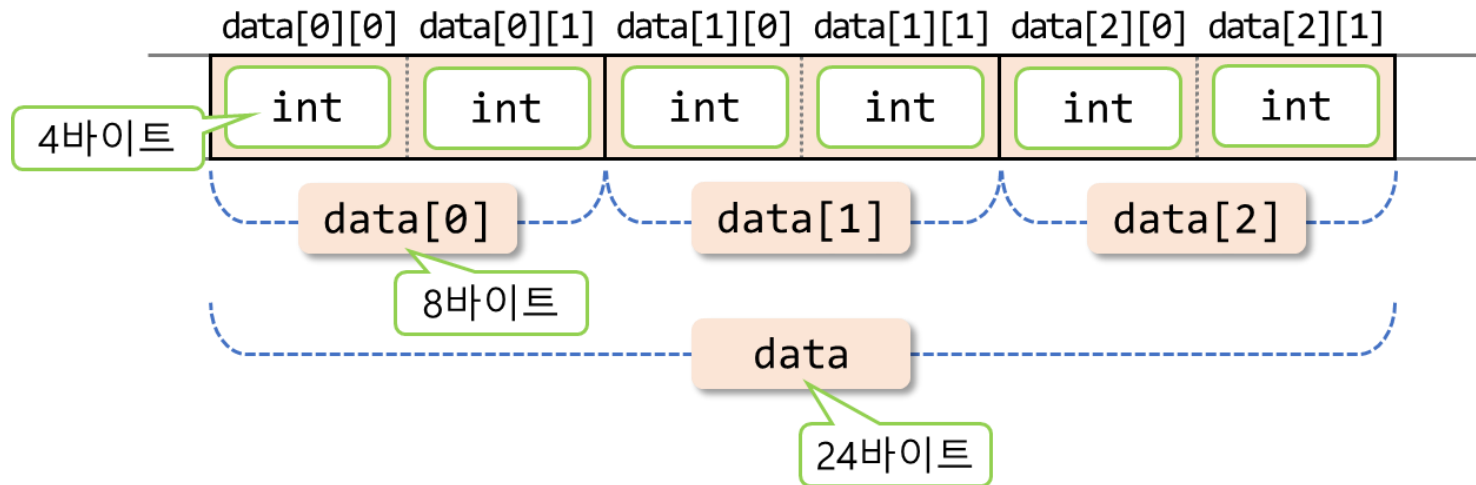 data[0][0] data[0][1] data[1][0] data[1][1] data[2][0] data[2][1]
int int int int int int
4바이트
data[0] data[1] data[2]
8바이트
data
24바이트